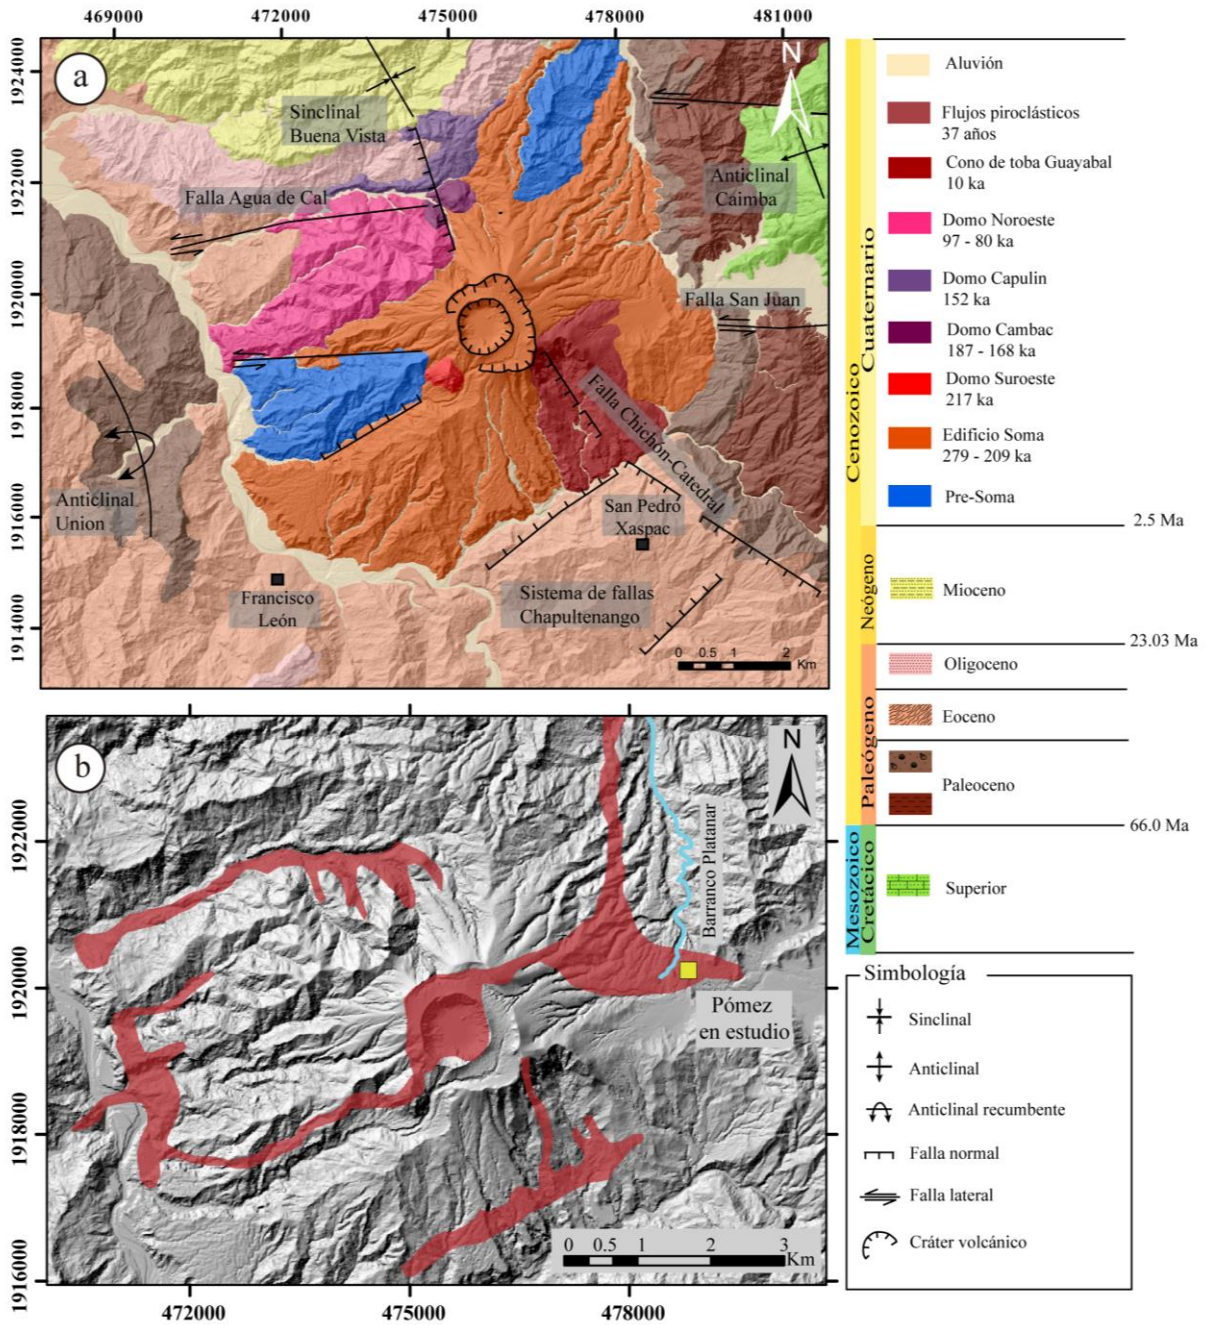 469000
472000
475000
478000
481000
1924000
1922000
1920000
1918000
1916000
1914000
a
N
Sinclinal
Buena Vista
Falla Agua de Cal
Anticlinal
Caimba
Falla San Juan
Falla Chichón-Catedral
Anticlinal
Union
San Pedro
Xaspac
Francisco
León
Sistema de fallas
Chapultenango
0 0.5 1 2
Km
b
N
Barranco Platanar
Pómez
en estudio
0 0.5 1 2 3
Km
1922000
1920000
1918000
1916000
472000
475000
478000
Cenozoico
Cuaternario
Neógeno
Paleógeno
Mesozoico
Cretácico
Aluvión
Flujos piroclásticos
37 años
Cono de toba Guayabal
10 ka
Domo Noroeste
97 - 80 ka
Domo Capulin
152 ka
Domo Cambac
187 - 168 ka
Domo Suroeste
217 ka
Edificio Soma
279 - 209 ka
Pre-Soma
2.5 Ma
Mioceno
23.03 Ma
Oligoceno
Eoceno
Paleoceno
66.0 Ma
Superior
Simbología
Sinclinal
Anticlinal
Anticlinal recumbente
Falla normal
Falla lateral
Cráter volcánico